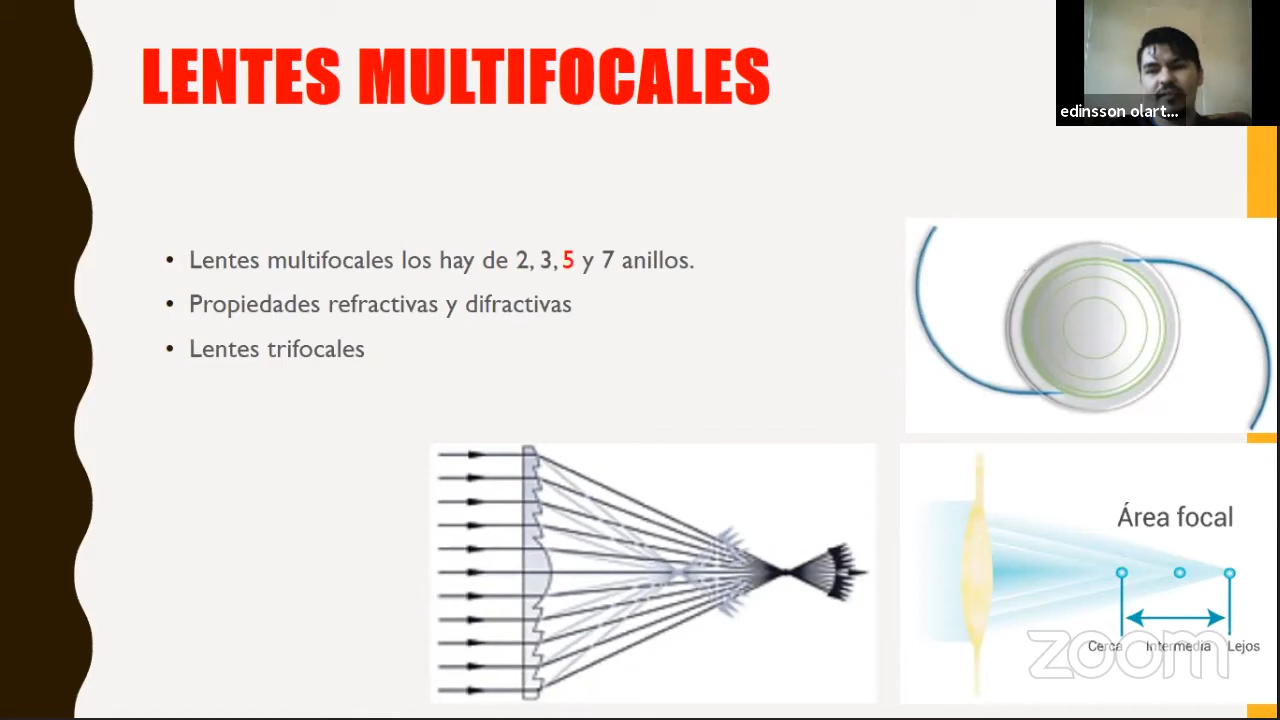 LENTES MULTIFOCALES
edinsson olart...
• Lentes multifocales los hay de 2, 3, 5 y 7 anillos.
• Propiedades refractivas y difractivas
• Lentes trifocales
Área focal
Cerca Intermedia Lejos
zoom